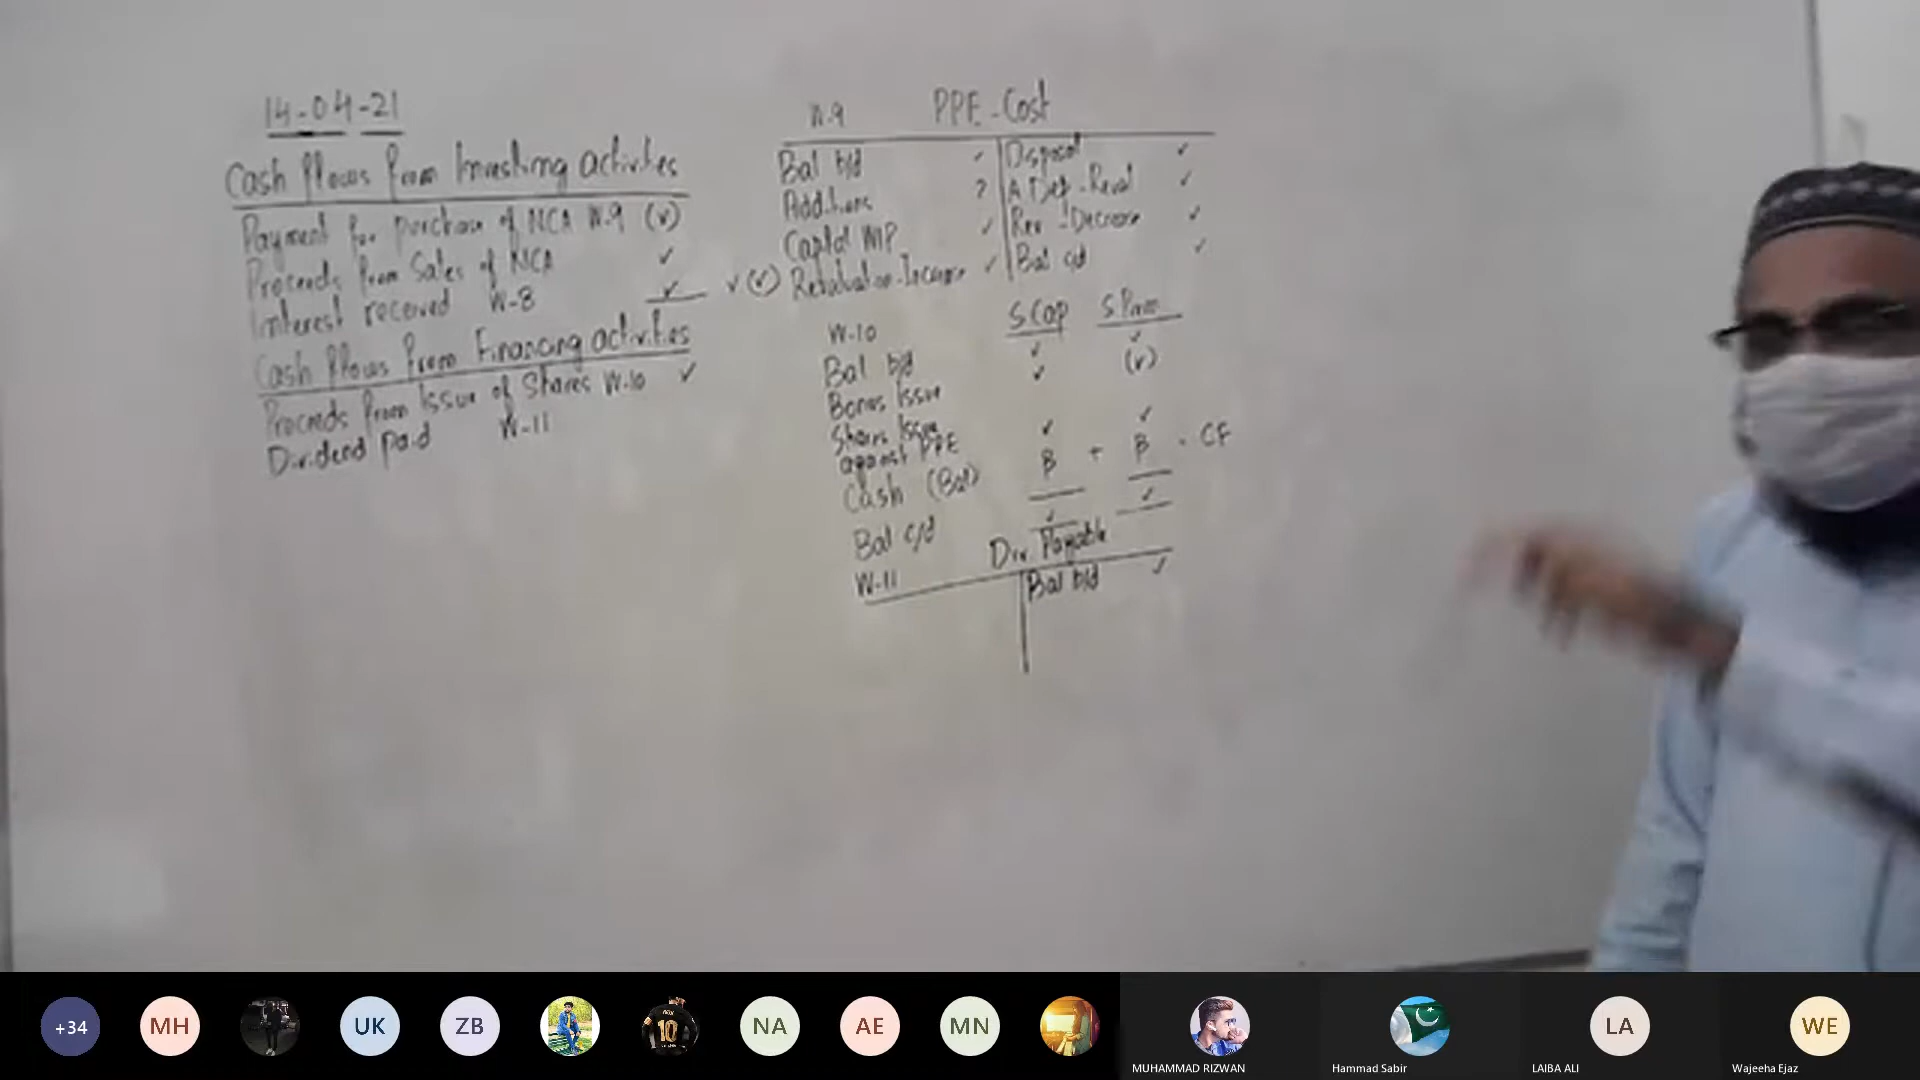 14-04-21
Cash flows from Investing activities
Payment for purchase of NCA W.9 (✓)
Proceeds from Sales of NCA ✓
Interest received W-8 ✓
Cash flows from Financing activities
Proceeds from Issue of Shares W.10 ✓
Dividend paid W-11
W.9 PPE-Cost
Bal b/d ✓ Disposal ✓
Additions ? A Dep-Reval ✓
Capital WIP ✓ Rev-Decrease ✓
✓(✓) Revaluation-Increase ✓ Bal c/d ✓
W-10 S.Cap S.Prem
Bal b/d ✓ ✓
Bonus Issue ✓ (✓)
Shares Issue
against PPE ✓ ✓
Cash (Bal) B + B = CF
Bal c/d ✓ ✓
W-11 Div Payable
Bal b/d ✓
+34
MH
UK
ZB
10
NA
AE
MN
LA
WE
MUHAMMAD RIZWAN
Hammad Sabir
LAIBA ALI
Wajeeha Ejaz